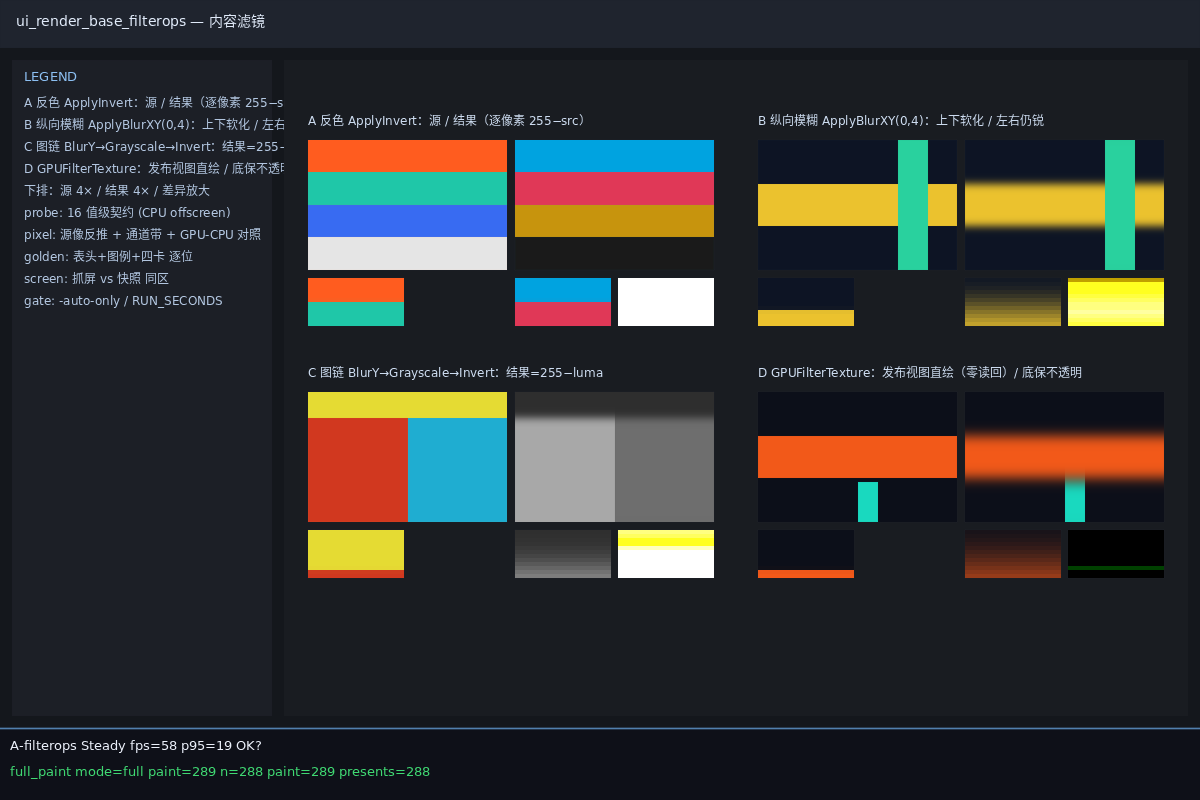 ui_render_base_filterops — 内容滤镜
LEGEND
A 反色 ApplyInvert：源 / 结果（逐像素 255−s
B 纵向模糊 ApplyBlurXY(0,4)：上下软化 / 左右
C 图链 BlurY→Grayscale→Invert：结果=255−
D GPUFilterTexture：发布视图直绘 / 底保不透明
下排：源 4× / 结果 4× / 差异放大
probe: 16 值级契约 (CPU offscreen)
pixel: 源像反推 + 通道带 + GPU-CPU 对照
golden: 表头+图例+四卡 逐位
screen: 抓屏 vs 快照 同区
gate: -auto-only / RUN_SECONDS
A 反色 ApplyInvert：源 / 结果（逐像素 255−src）
B 纵向模糊 ApplyBlurXY(0,4)：上下软化 / 左右仍锐
C 图链 BlurY→Grayscale→Invert：结果=255−luma
D GPUFilterTexture：发布视图直绘（零读回）/ 底保不透明
A-filterops Steady fps=58 p95=19 OK?
full_paint mode=full paint=289 n=288 paint=289 presents=288